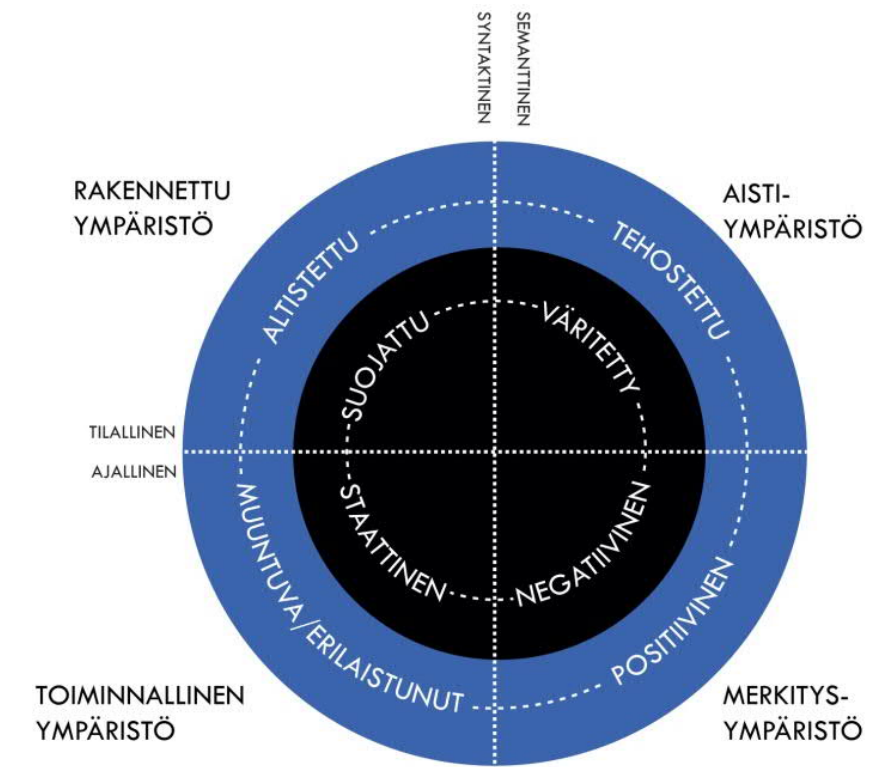 SYNTAKTINEN
SEMANTTINEN
RAKENNETTU
YMPÄRISTÖ
AISTI-
YMPÄRISTÖ
ALTISTETTU
TEHOSTETTU
SUOJATTU
VÄRITETTY
TILALLINEN
AJALLINEN
STAATTINEN
NEGATIIVINEN
MUUNTUVA/ERILAISTUNUT
POSITIIVINEN
TOIMINNALLINEN
YMPÄRISTÖ
MERKITYS-
YMPÄRISTÖ